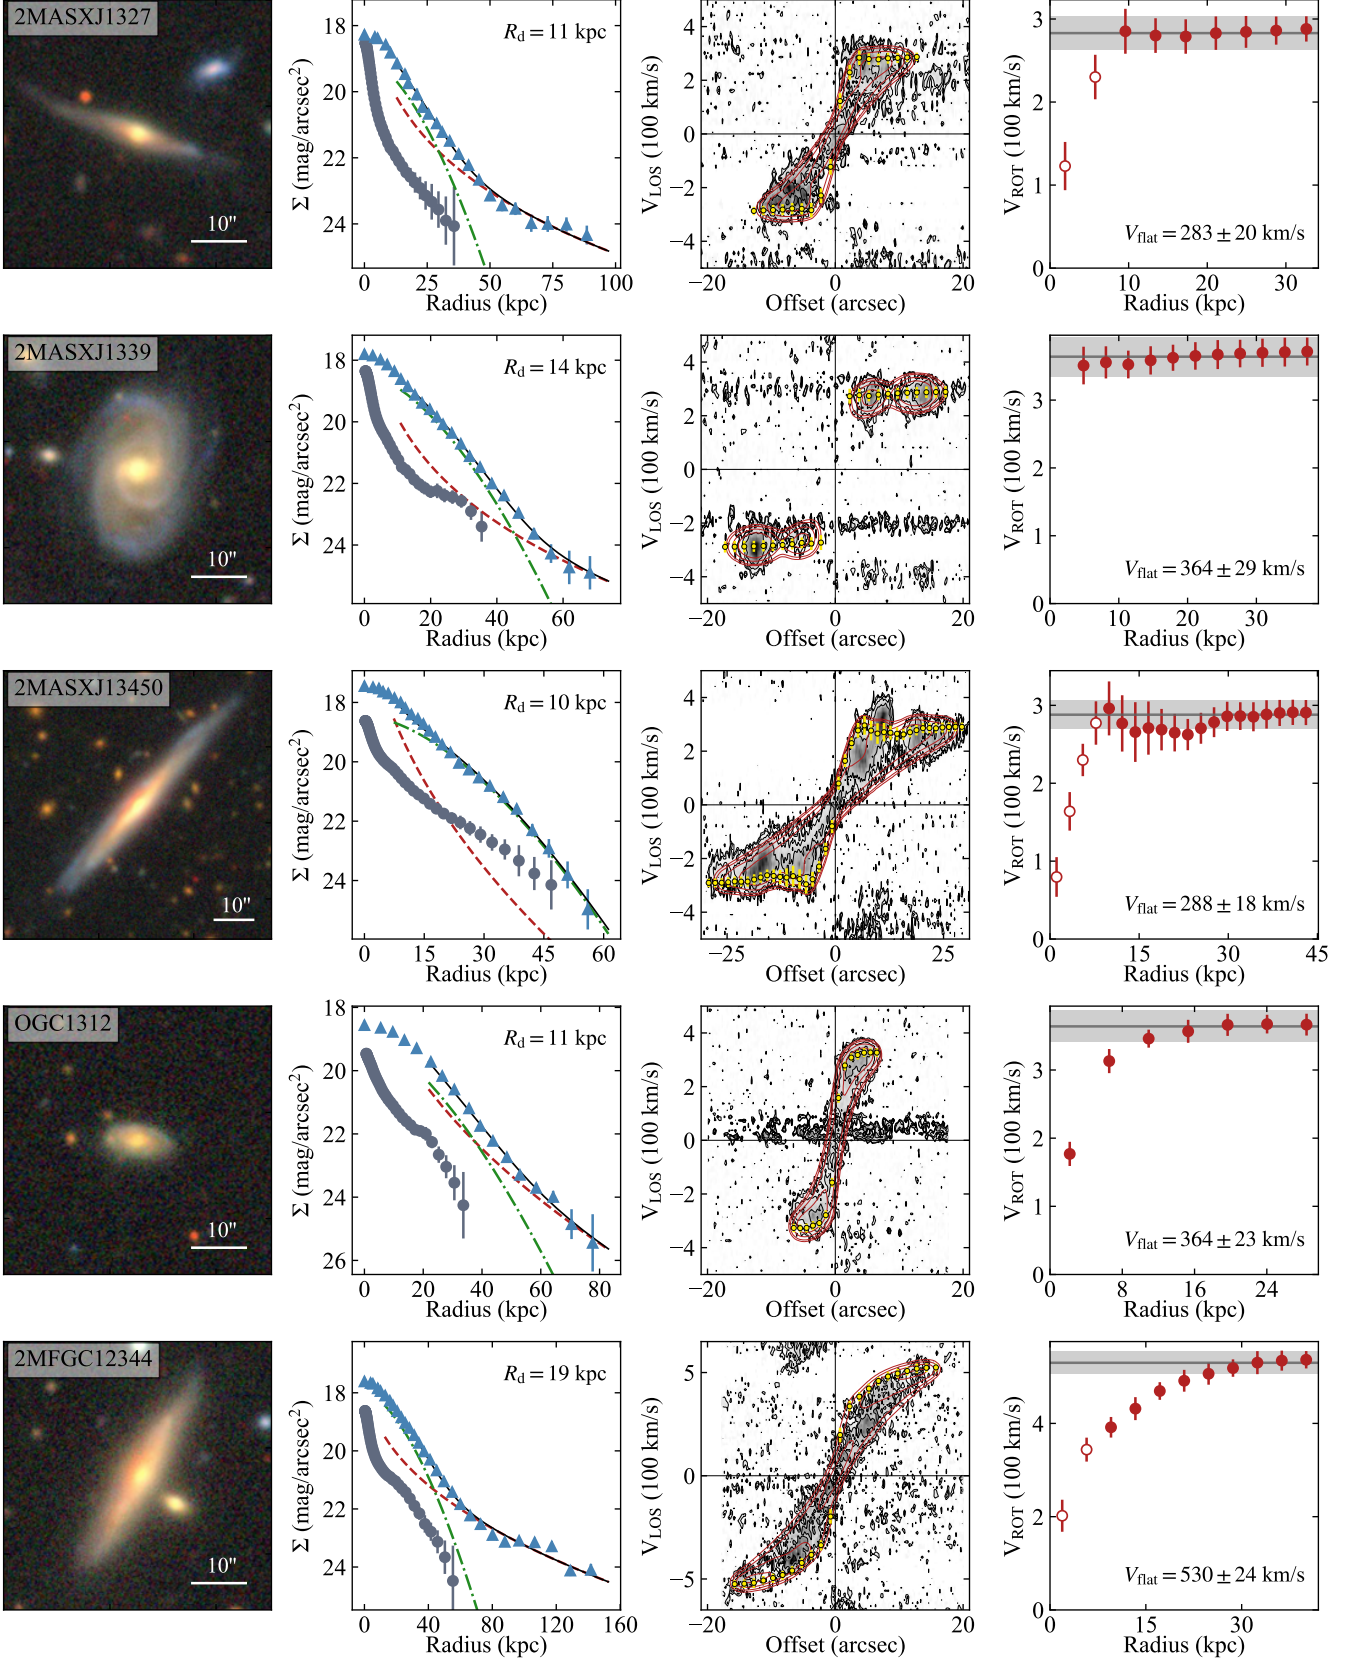 2MASXJ1327
10"
18
20
22
24
Σ (mag/arcsec²)
R_d = 11 kpc
0 25 50 75 100
Radius (kpc)
4
2
0
−2
−4
V_LOS (100 km/s)
−20 0 20
Offset (arcsec)
3
2
1
0
V_ROT (100 km/s)
V_flat = 283 ± 20 km/s
0 10 20 30
Radius (kpc)
2MASXJ1339
10"
18
20
22
24
Σ (mag/arcsec²)
R_d = 14 kpc
0 20 40 60
Radius (kpc)
4
2
0
−2
−4
V_LOS (100 km/s)
−20 0 20
Offset (arcsec)
3
2
1
0
V_ROT (100 km/s)
V_flat = 364 ± 29 km/s
0 10 20 30
Radius (kpc)
2MASXJ13450
10"
18
20
22
24
Σ (mag/arcsec²)
R_d = 10 kpc
0 15 30 45 60
Radius (kpc)
4
2
0
−2
−4
V_LOS (100 km/s)
−25 0 25
Offset (arcsec)
3
2
1
0
V_ROT (100 km/s)
V_flat = 288 ± 18 km/s
0 15 30 45
Radius (kpc)
OGC1312
10"
18
20
22
24
26
Σ (mag/arcsec²)
R_d = 11 kpc
0 20 40 60 80
Radius (kpc)
4
2
0
−2
−4
V_LOS (100 km/s)
−20 0 20
Offset (arcsec)
3
2
1
0
V_ROT (100 km/s)
V_flat = 364 ± 23 km/s
0 8 16 24
Radius (kpc)
2MFGC12344
10"
18
20
22
24
Σ (mag/arcsec²)
R_d = 19 kpc
0 40 80 120 160
Radius (kpc)
5
0
−5
V_LOS (100 km/s)
−20 0 20
Offset (arcsec)
4
2
0
V_ROT (100 km/s)
V_flat = 530 ± 24 km/s
0 15 30
Radius (kpc)